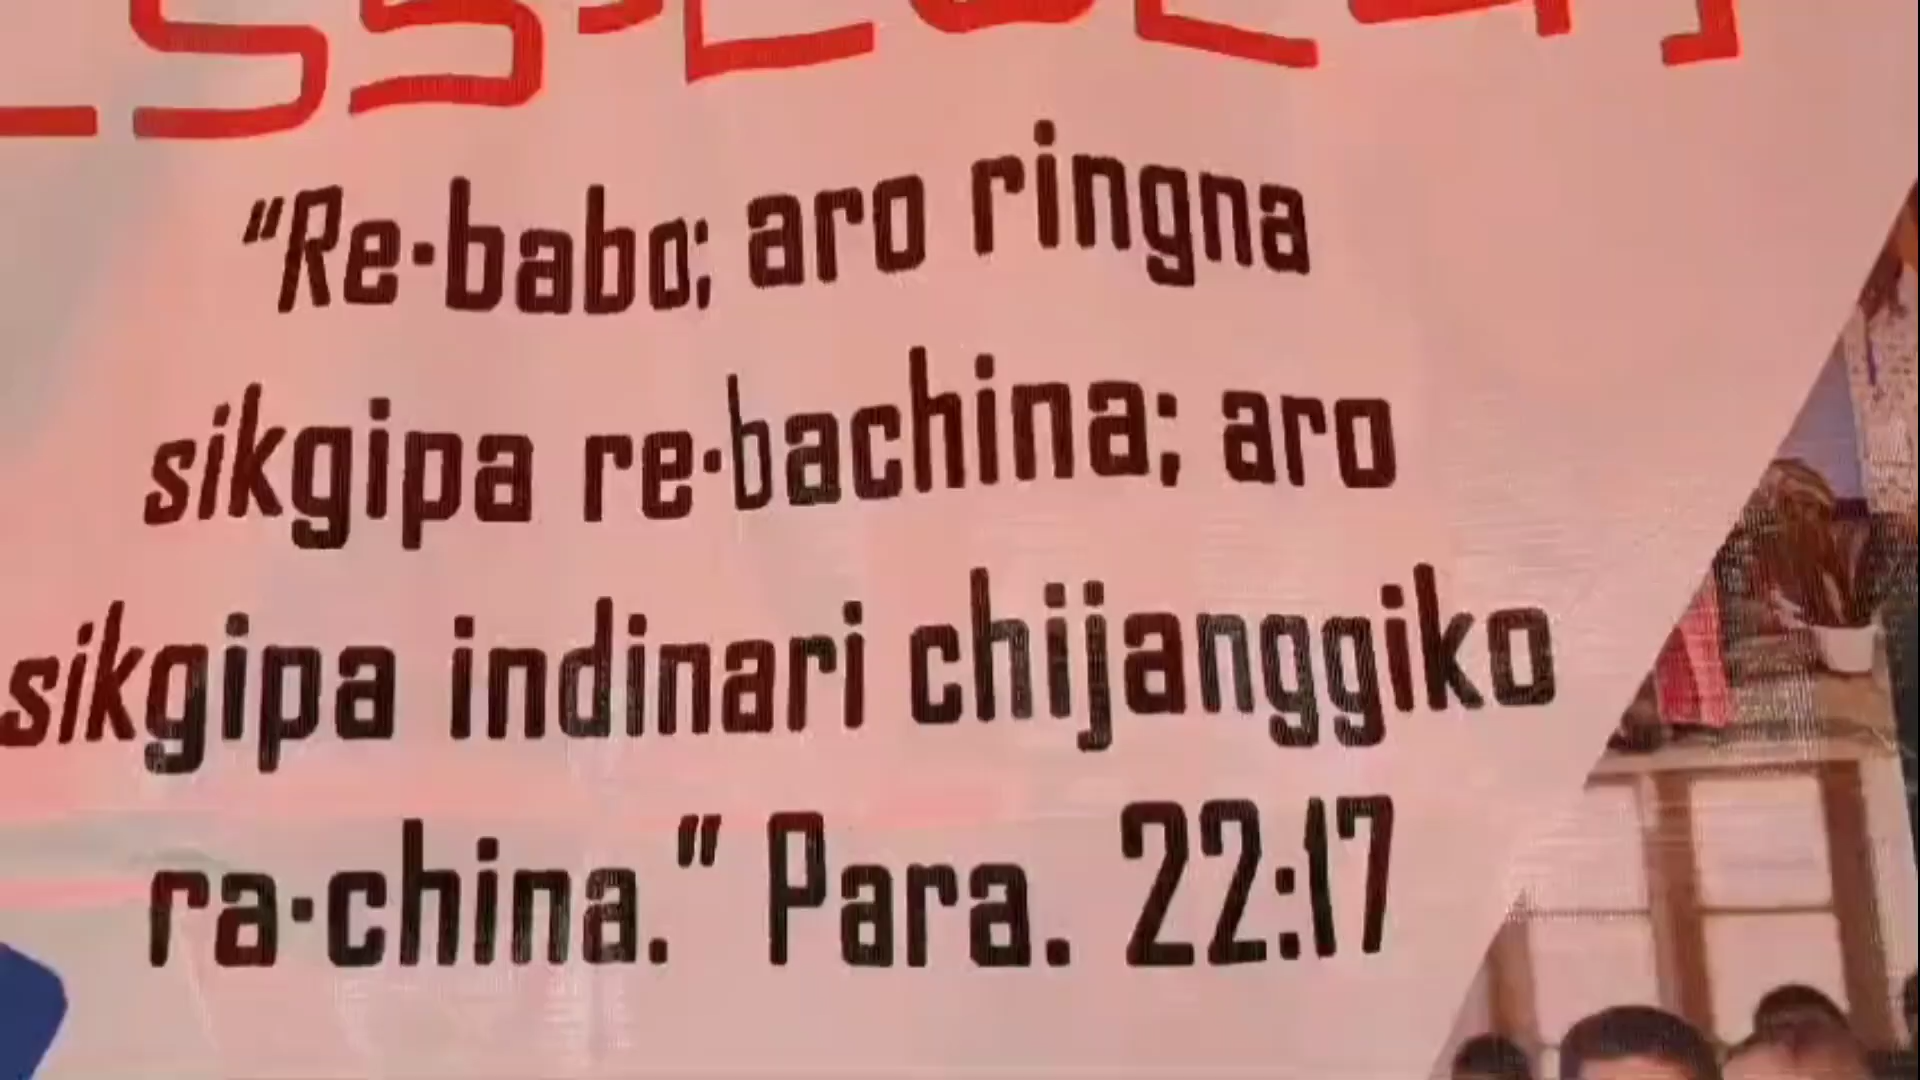 "Re·babo; aro ringna
sikgipa re·bachina; aro
sikgipa indinari chijanggiko
ra·china." Para. 22:17